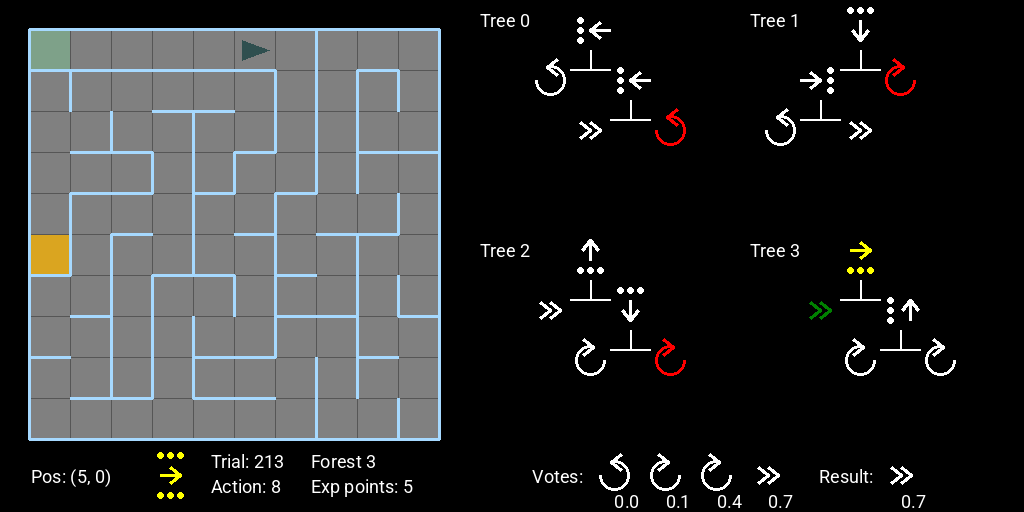 Tree 0
Tree 1
Tree 2
Tree 3
Pos: (5, 0)
Trial: 213
Forest 3
Action: 8
Exp points: 5
Votes:
0.0
0.1
0.4
0.7
Result:
0.7